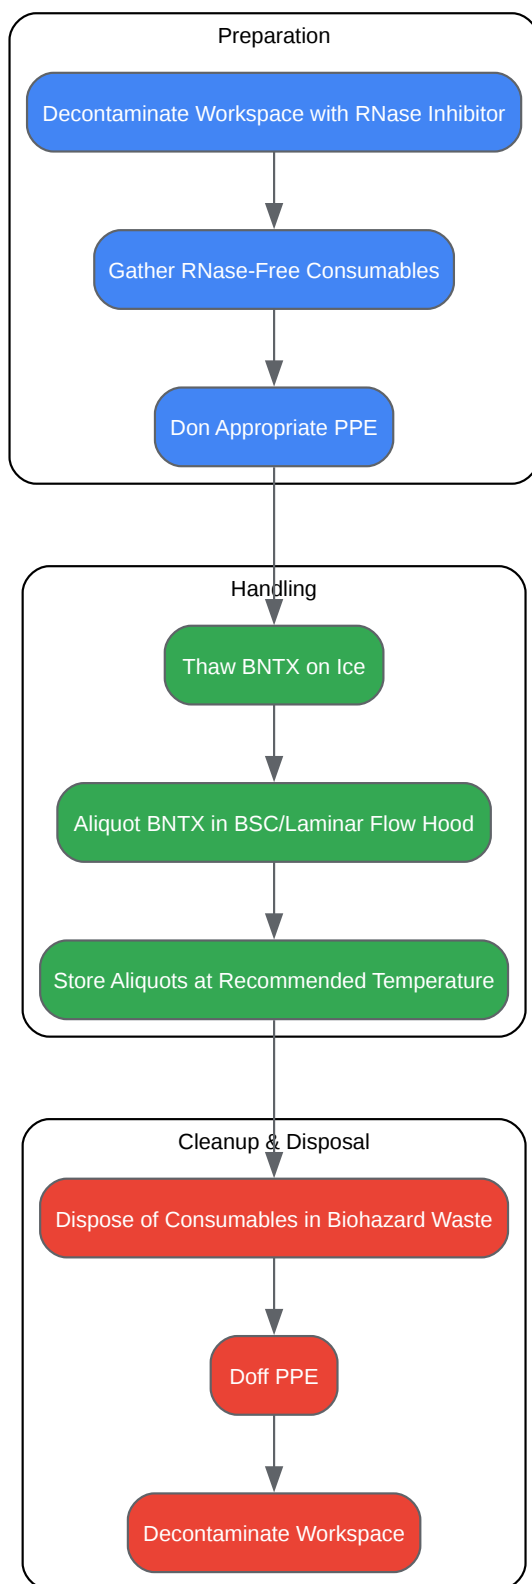 Preparation
Decontaminate Workspace with RNase Inhibitor
Gather RNase-Free Consumables
Don Appropriate PPE
Handling
Thaw BNTX on Ice
Aliquot BNTX in BSC/Laminar Flow Hood
Store Aliquots at Recommended Temperature
Cleanup & Disposal
Dispose of Consumables in Biohazard Waste
Doff PPE
Decontaminate Workspace